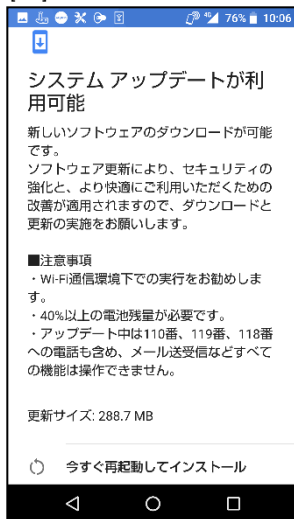 4G 76% 10:06
システム アップデートが利
用可能
新しいソフトウェアのダウンロードが可能
です。
ソフトウェア更新により、セキュリティの
強化と、より快適にご利用いただくための
改善が適用されますので、ダウンロードと
更新の実施をお願いします。
■注意事項
・Wi-Fi通信環境下での実行をお勧めしま
す。
・40%以上の電池残量が必要です。
・アップデート中は110番、119番、118番
への電話も含め、メール送受信などすべて
の機能は操作できません。
更新サイズ: 288.7 MB
今すぐ再起動してインストール